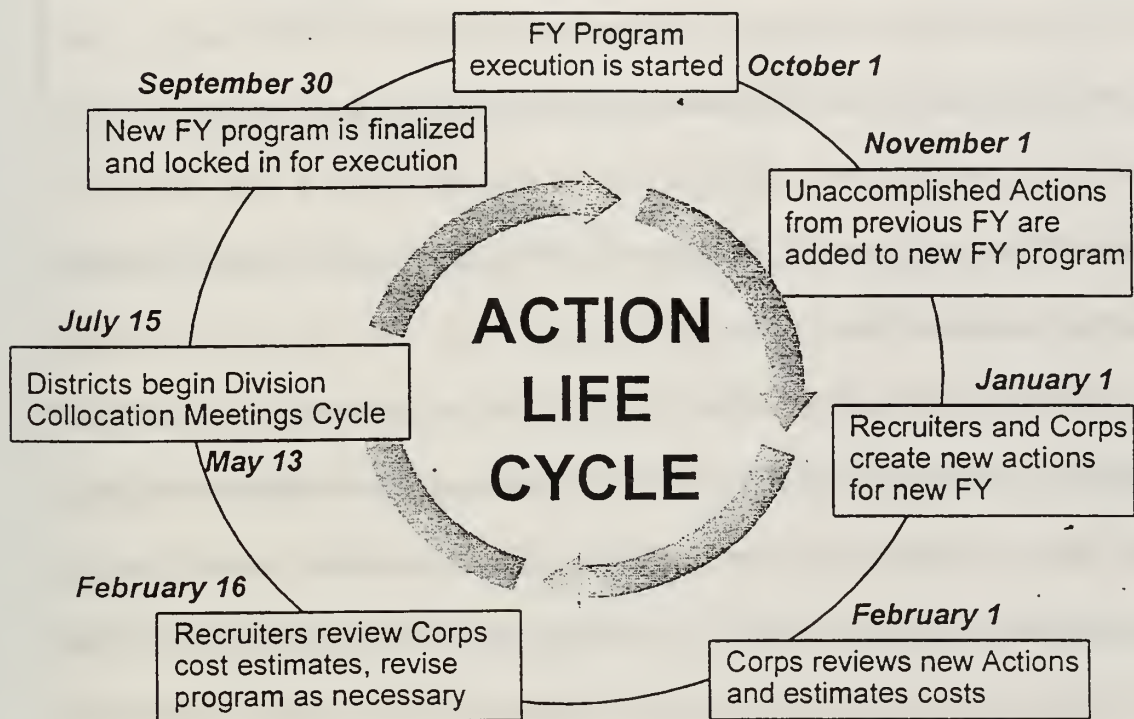 FY Program
execution is started
October 1
November 1
Unaccomplished Actions
from previous FY are
added to new FY program
January 1
Recruiters and Corps
create new actions
for new FY
February 1
Corps reviews new Actions
and estimates costs
February 16
Recruiters review Corps
cost estimates, revise
program as necessary
May 13
July 15
Districts begin Division
Collocation Meetings Cycle
September 30
New FY program is finalized
and locked in for execution
ACTION
LIFE
CYCLE